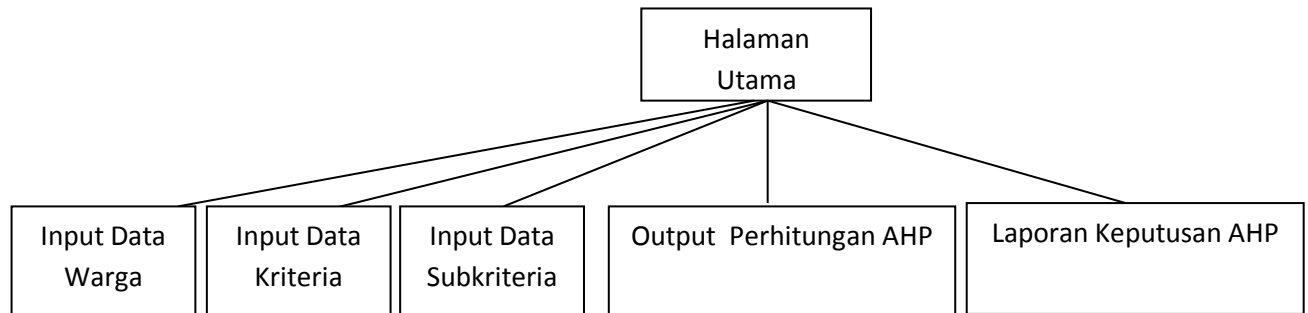 Halaman
Utama
Input Data
Warga
Input Data
Kriteria
Input Data
Subkriteria
Output  Perhitungan AHP
Laporan Keputusan AHP